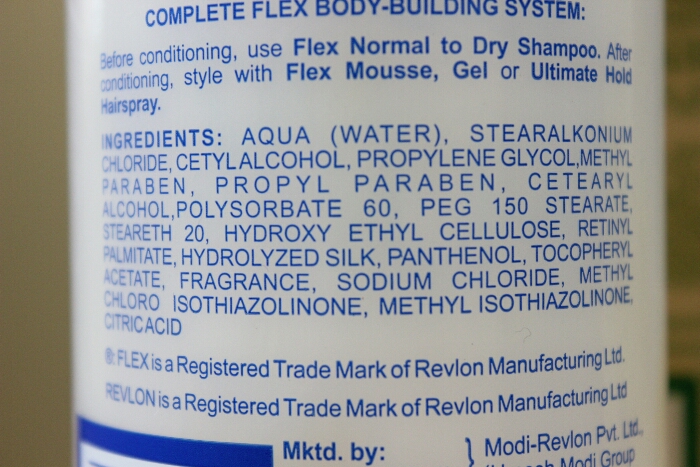 COMPLETE FLEX BODY-BUILDING SYSTEM:
Before conditioning, use Flex Normal to Dry Shampoo. After
conditioning, style with Flex Mousse, Gel or Ultimate Hold
Hairspray.
INGREDIENTS: AQUA (WATER), STEARALKONIUM
CHLORIDE, CETYL ALCOHOL, PROPYLENE GLYCOL,METHYL
PARABEN, PROPYL PARABEN, CETEARYL
ALCOHOL,POLYSORBATE 60, PEG 150 STEARATE,
STEARETH 20, HYDROXY ETHYL CELLULOSE, RETINYL
PALMITATE, HYDROLYZED SILK, PANTHENOL, TOCOPHERYL
ACETATE, FRAGRANCE, SODIUM CHLORIDE, METHYL
CHLORO ISOTHIAZOLINONE, METHYL ISOTHIAZOLINONE,
CITRIC ACID
®: FLEX is a Registered Trade Mark of Revlon Manufacturing Ltd.
REVLON is a Registered Trade Mark of Revlon Manufacturing Ltd
Mktd. by: } Modi-Revlon Pvt. Ltd.,
Modi Group